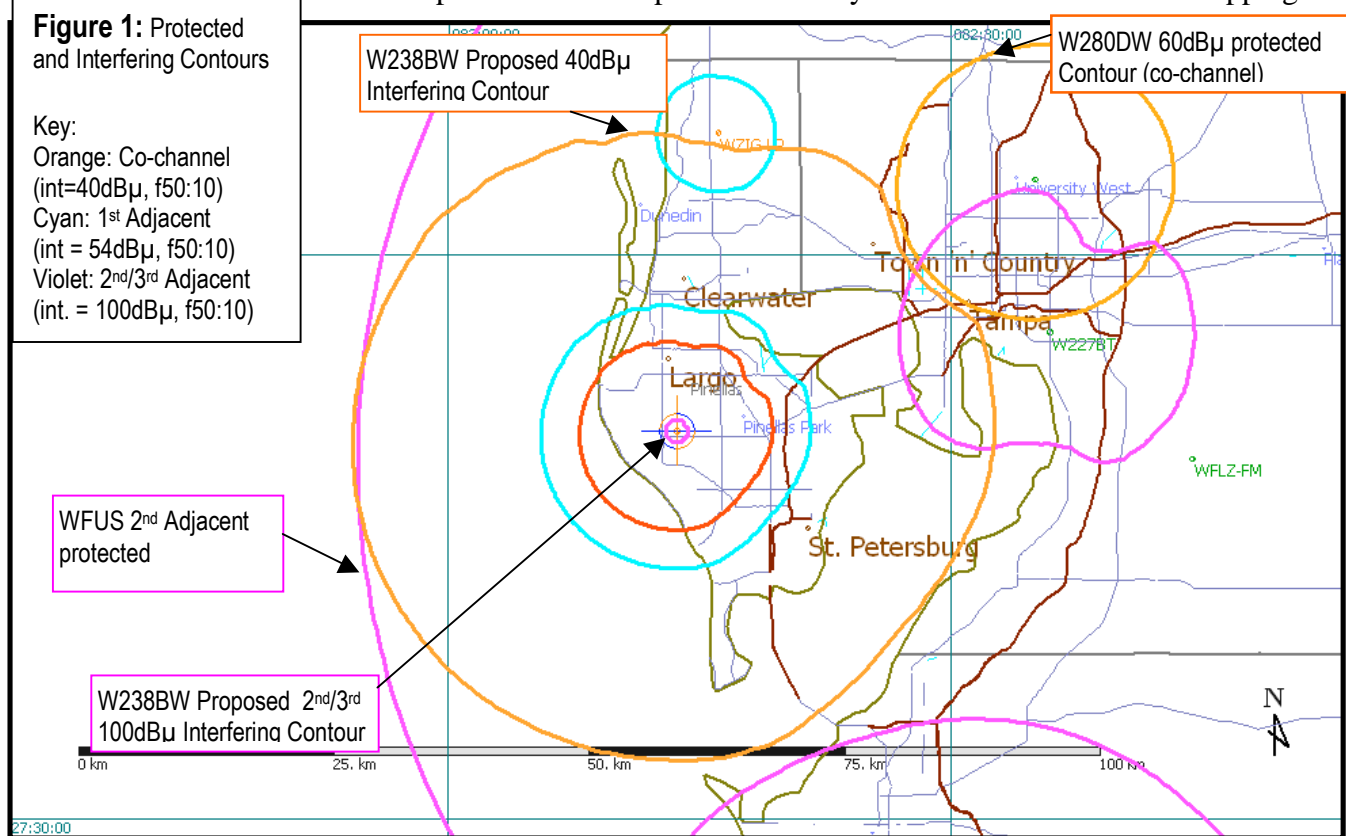 Figure 1: Protected
and Interfering Contours
Key:
Orange: Co-channel
(int=40dBµ, f50:10)
Cyan: 1st Adjacent
(int = 54dBµ, f50:10)
Violet: 2nd/3rd Adjacent
(int. = 100dBµ, f50:10)
082:30:00
W238BW Proposed 40dBµ
Interfering Contour
W280DW 60dBµ protected
Contour (co-channel)
University West
Dunedin
Town 'n' Country
Clearwater
Tampa
W227BT
Largo
Pinellas
Pinellas Park
WFLZ-FM
WFUS 2nd Adjacent
protected
St. Petersburg
W238BW Proposed 2nd/3rd
100dBµ Interfering Contour
N
0 km 25. km 50. km 75. km 100 km
27:30:00